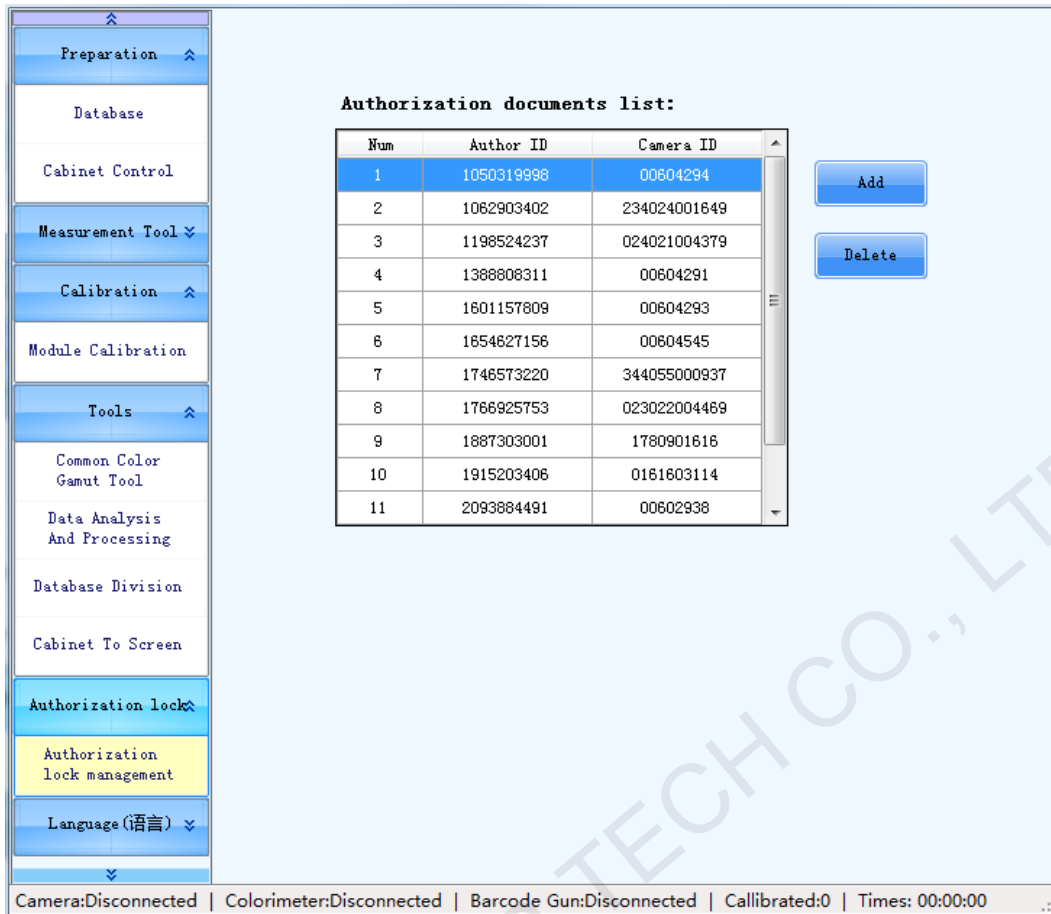 Preparation
Database
Cabinet Control
Measurement Tool
Calibration
Module Calibration
Tools
Common Color
Gamut Tool
Data Analysis
And Processing
Database Division
Cabinet To Screen
Authorization lock
Authorization
lock management
Language(语言)
Authorization documents list:
Num Author ID Camera ID
1 1050319998 00604294
2 1062903402 234024001649
3 1198524237 024021004379
4 1388808311 00604291
5 1601157809 00604293
6 1654627156 00604545
7 1746573220 344055000937
8 1766925753 023022004469
9 1887303001 1780901616
10 1915203406 0161603114
11 2093884491 00602938
Add
Delete
TECH CO., LT
Camera:Disconnected | Colorimeter:Disconnected | Barcode Gun:Disconnected | Callibrated:0 | Times: 00:00:00